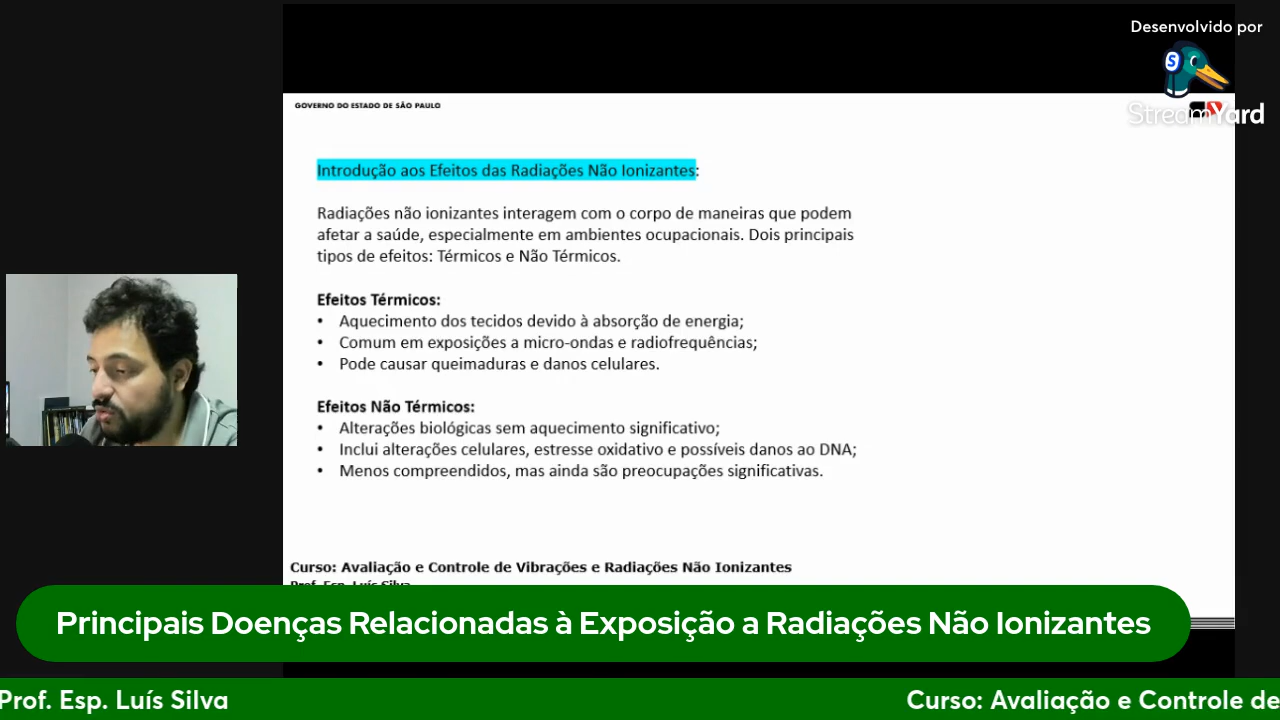 Desenvolvido por
StreamYard
GOVERNO DO ESTADO DE SÃO PAULO
Introdução aos Efeitos das Radiações Não Ionizantes:
Radiações não ionizantes interagem com o corpo de maneiras que podem
afetar a saúde, especialmente em ambientes ocupacionais. Dois principais
tipos de efeitos: Térmicos e Não Térmicos.
Efeitos Térmicos:
• Aquecimento dos tecidos devido à absorção de energia;
• Comum em exposições a micro-ondas e radiofrequências;
• Pode causar queimaduras e danos celulares.
Efeitos Não Térmicos:
• Alterações biológicas sem aquecimento significativo;
• Inclui alterações celulares, estresse oxidativo e possíveis danos ao DNA;
• Menos compreendidos, mas ainda são preocupações significativas.
Curso: Avaliação e Controle de Vibrações e Radiações Não Ionizantes
Prof. Esp. Luís Silva
Principais Doenças Relacionadas à Exposição a Radiações Não Ionizantes
Prof. Esp. Luís Silva
Curso: Avaliação e Controle de